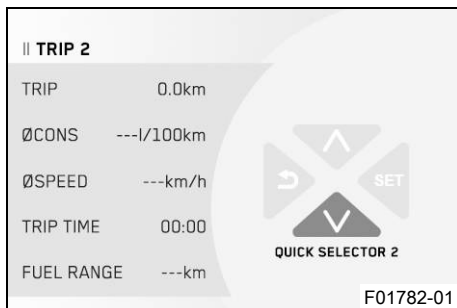 II TRIP 2
TRIP 0.0km
ØCONS ---l/100km
ØSPEED ---km/h
TRIP TIME 00:00
FUEL RANGE ---km
SET
QUICK SELECTOR 2
F01782-01